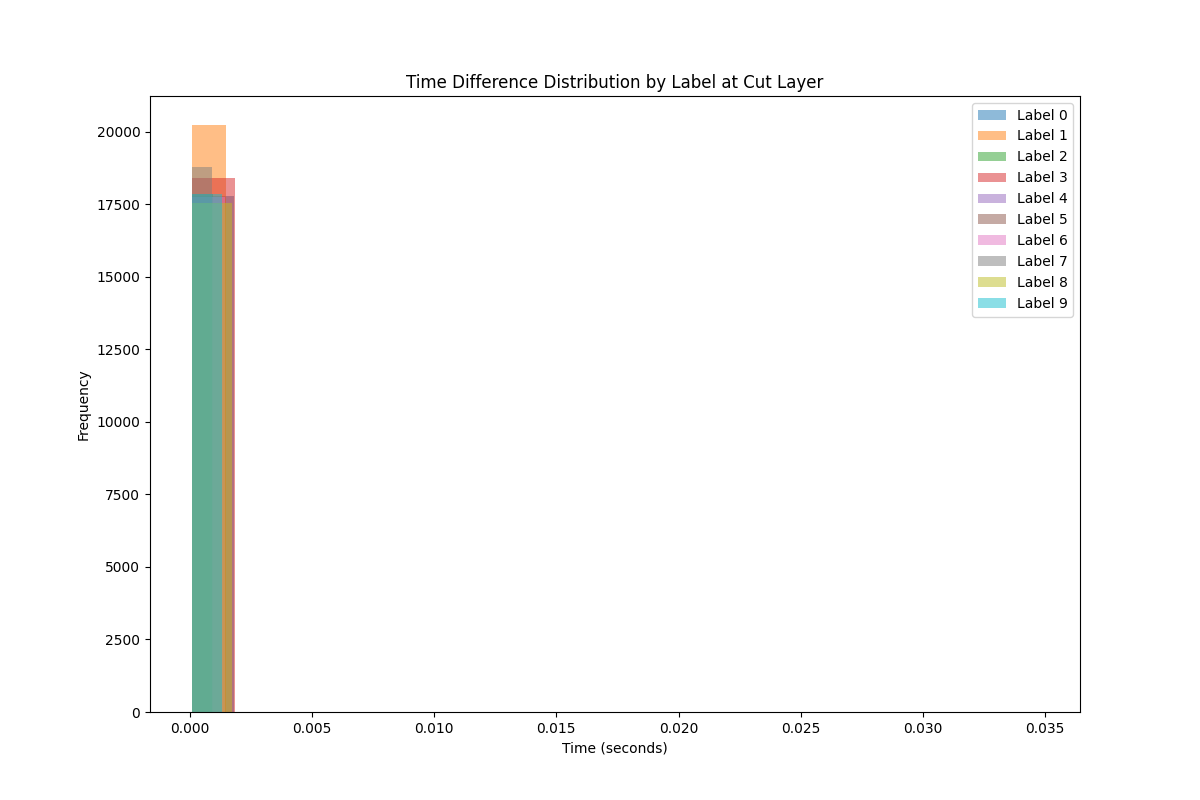 Time Difference Distribution by Label at Cut Layer
Label 0
Label 1
Label 2
Label 3
Label 4
Label 5
Label 6
Label 7
Label 8
Label 9
20000
17500
15000
12500
10000
7500
5000
2500
0
Frequency
0.000 0.005 0.010 0.015 0.020 0.025 0.030 0.035
Time (seconds)